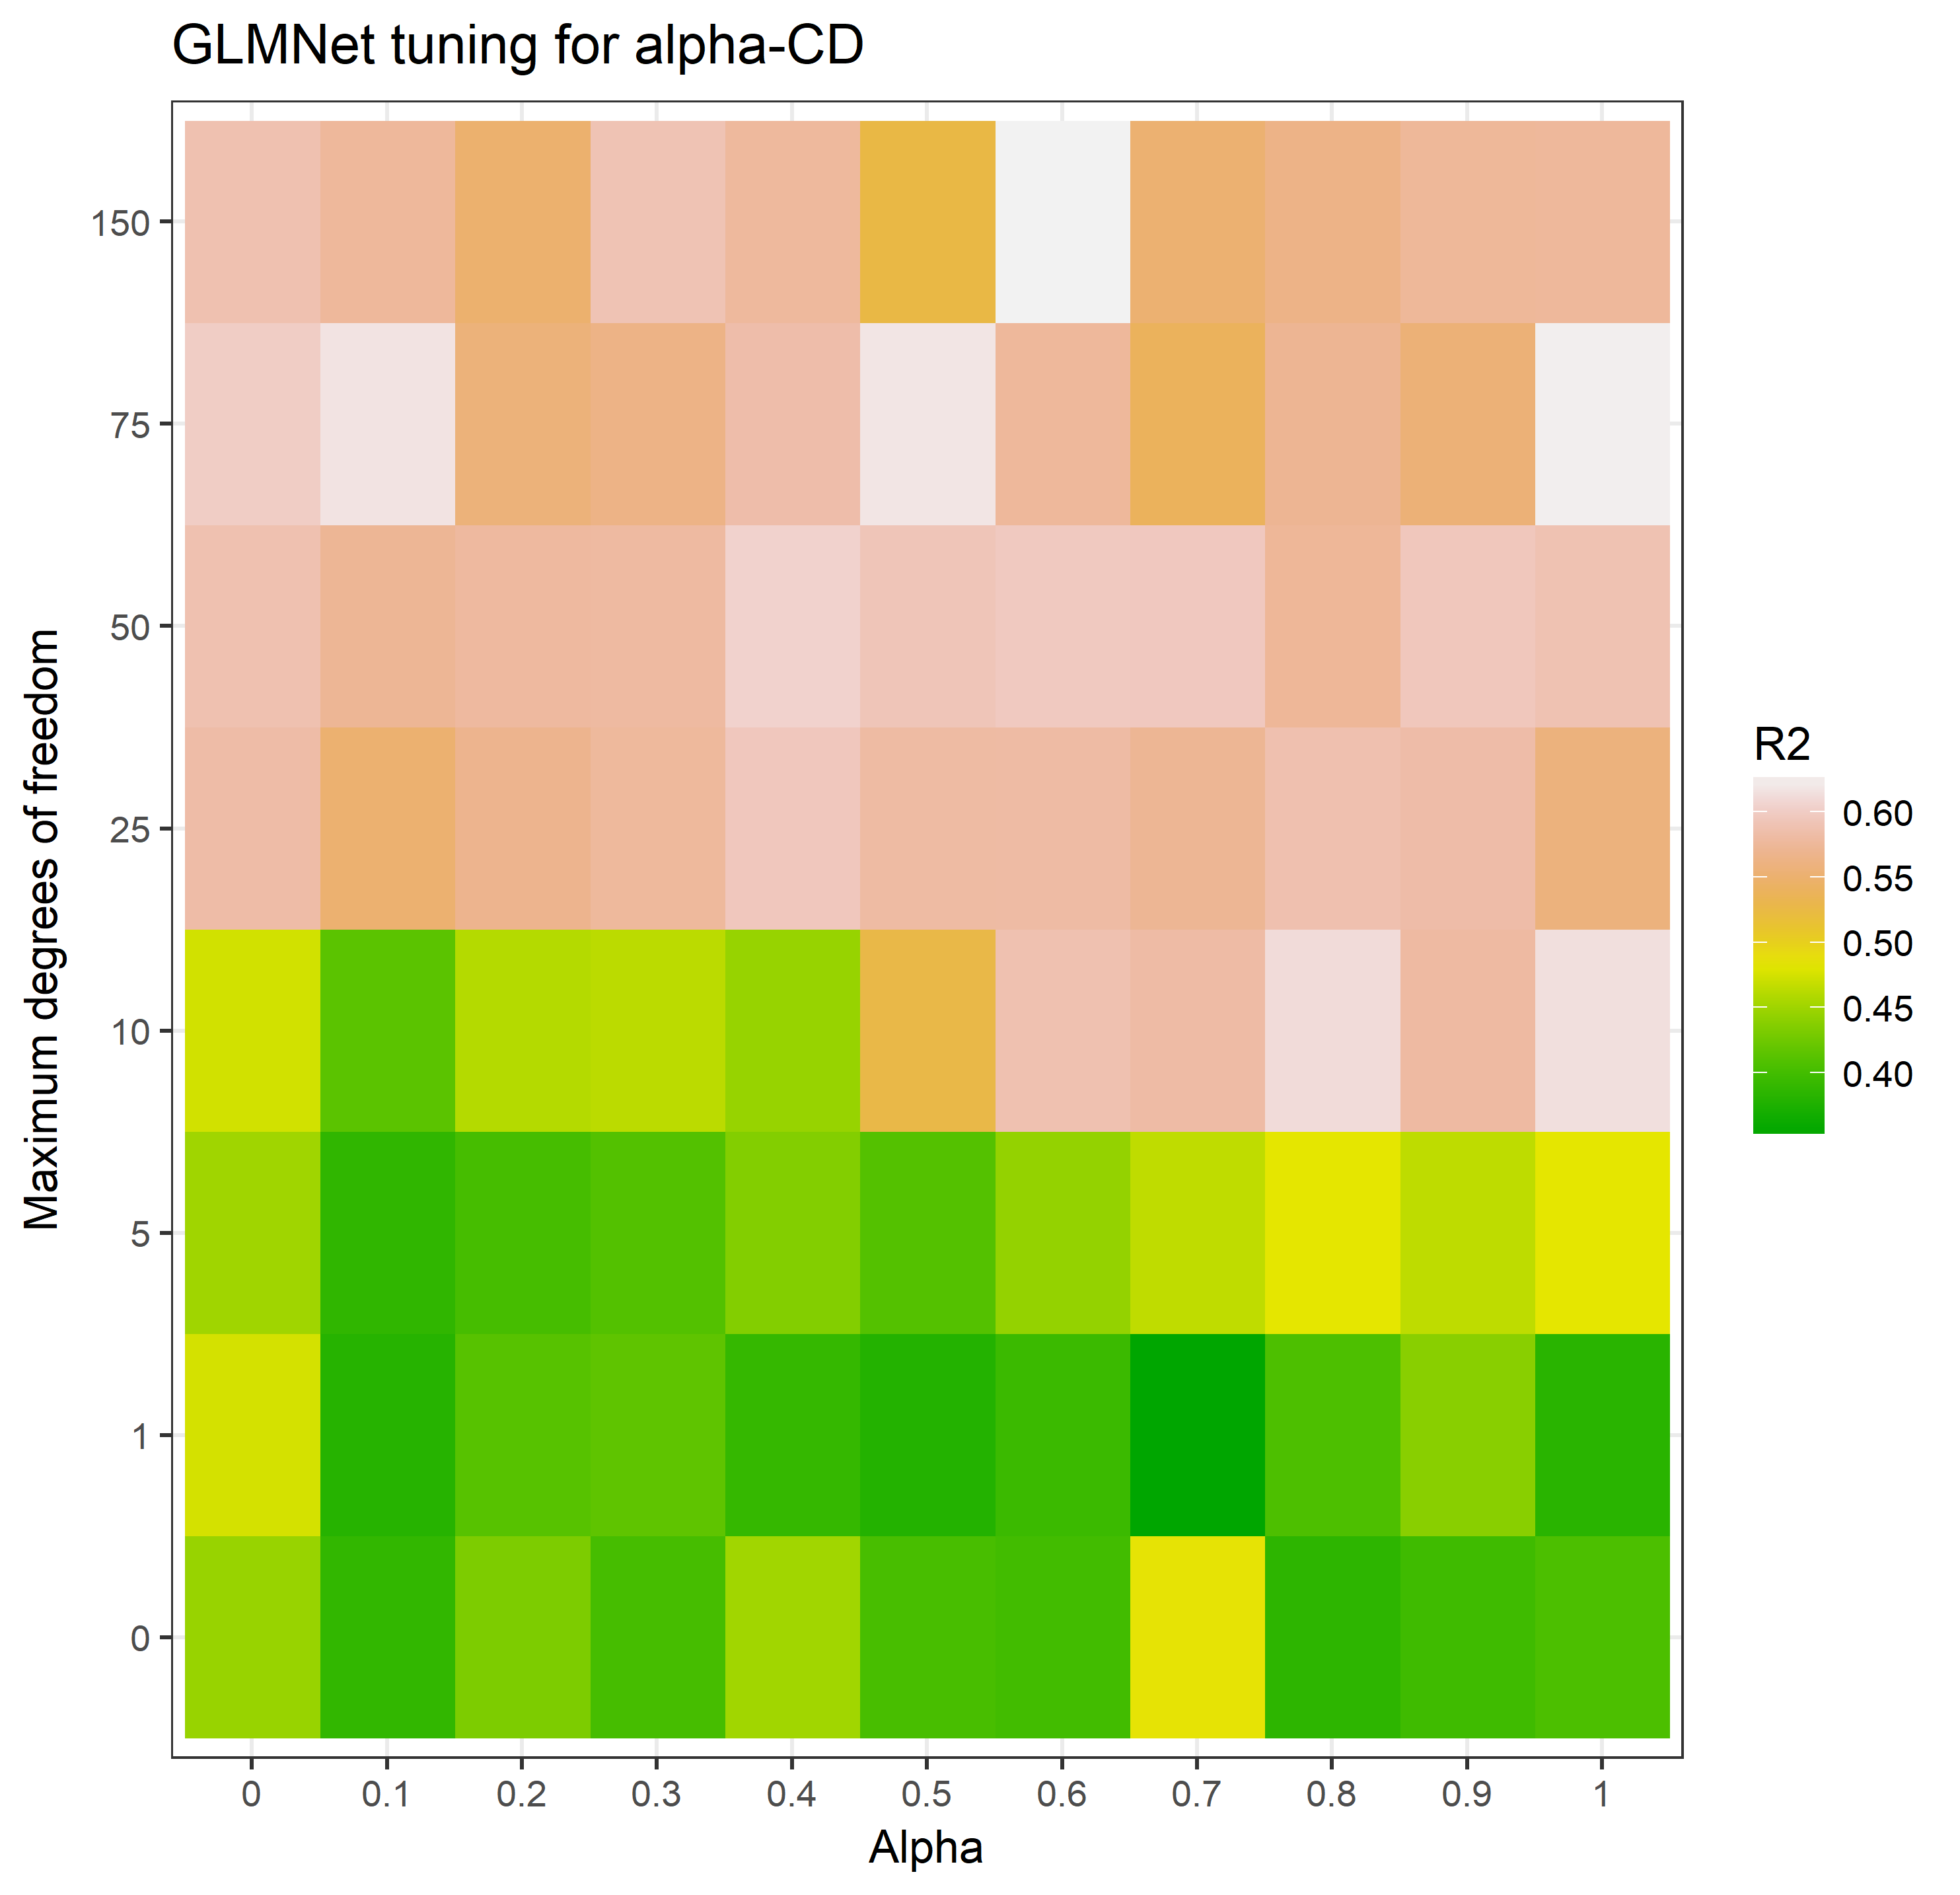 GLMNet tuning for alpha-CD
Maximum degrees of freedom
150
75
50
25
10
5
1
0
0 0.1 0.2 0.3 0.4 0.5 0.6 0.7 0.8 0.9 1
Alpha
R2
0.60
0.55
0.50
0.45
0.40